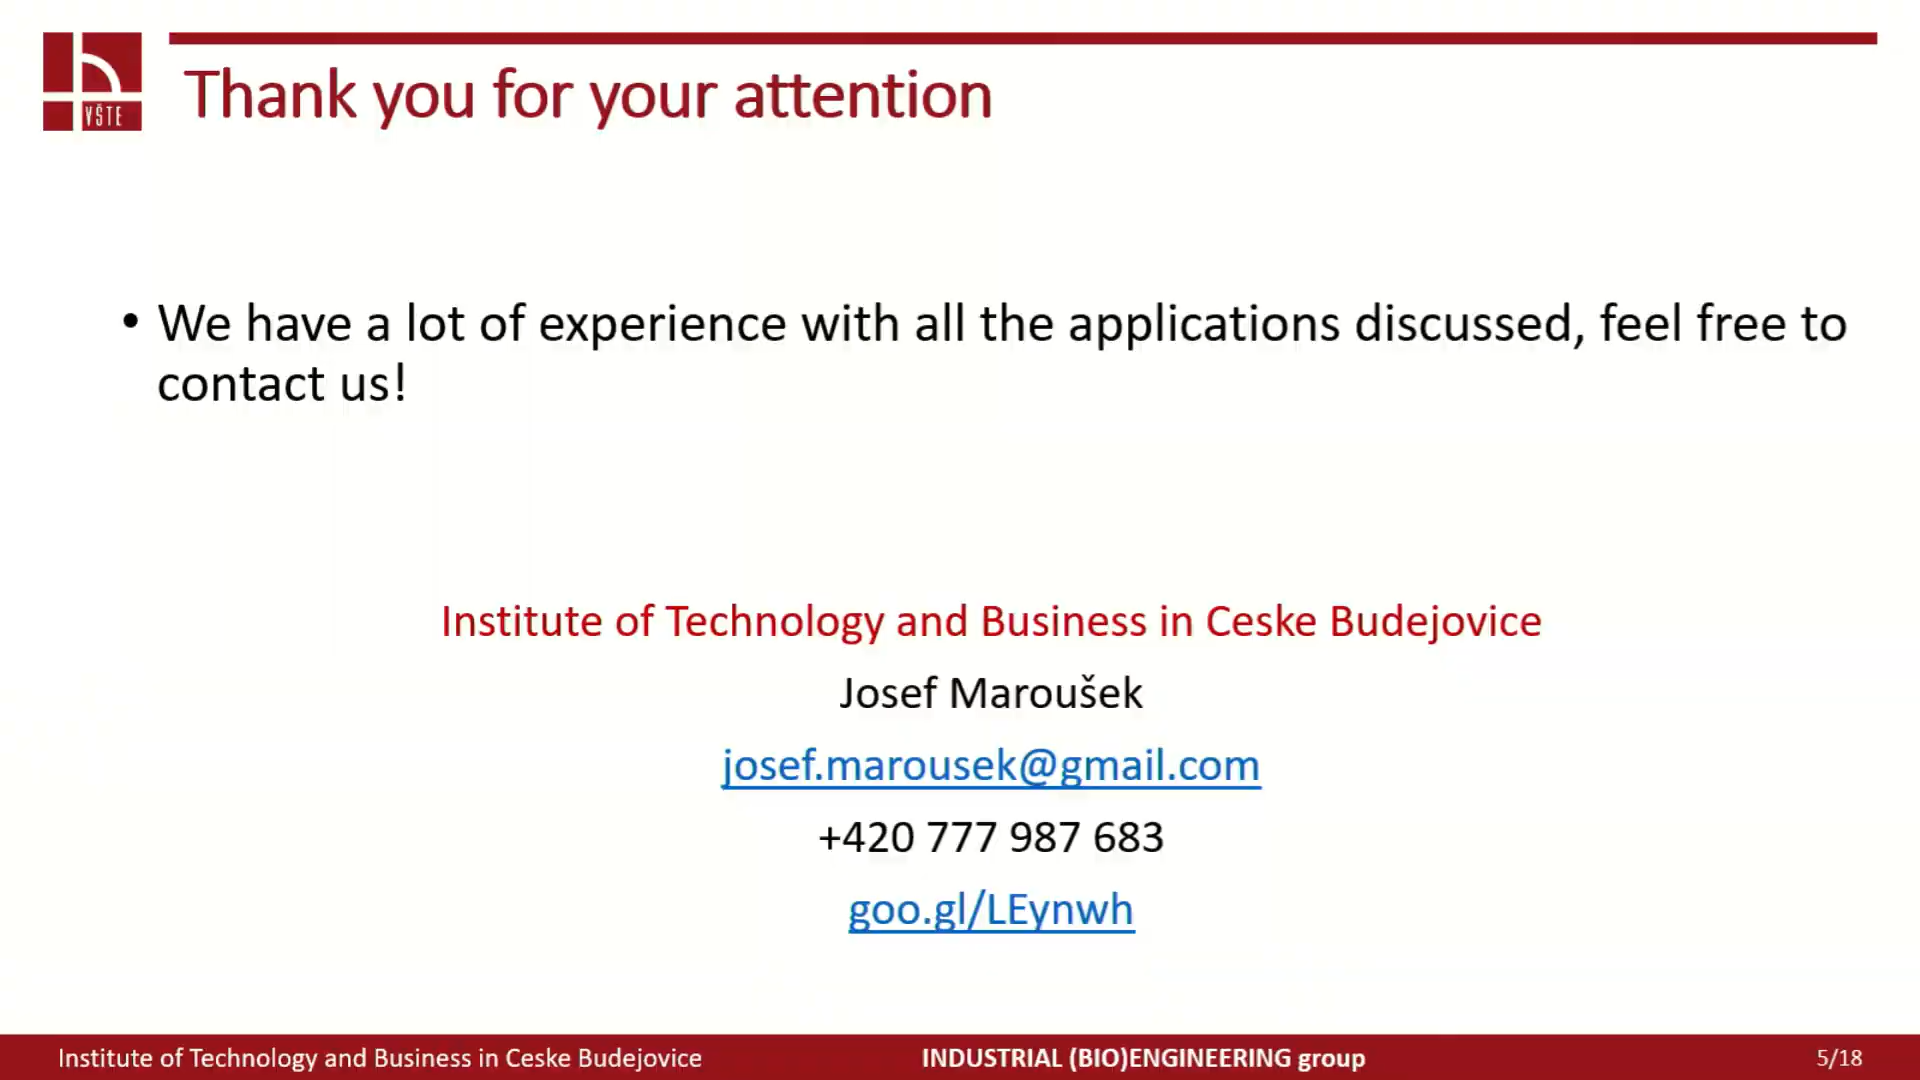 VŠTE
Thank you for your attention
• We have a lot of experience with all the applications discussed, feel free to
contact us!
Institute of Technology and Business in Ceske Budejovice
Josef Maroušek
josef.marousek@gmail.com
+420 777 987 683
goo.gl/LEynwh
Institute of Technology and Business in Ceske Budejovice
INDUSTRIAL (BIO)ENGINEERING group
5/18